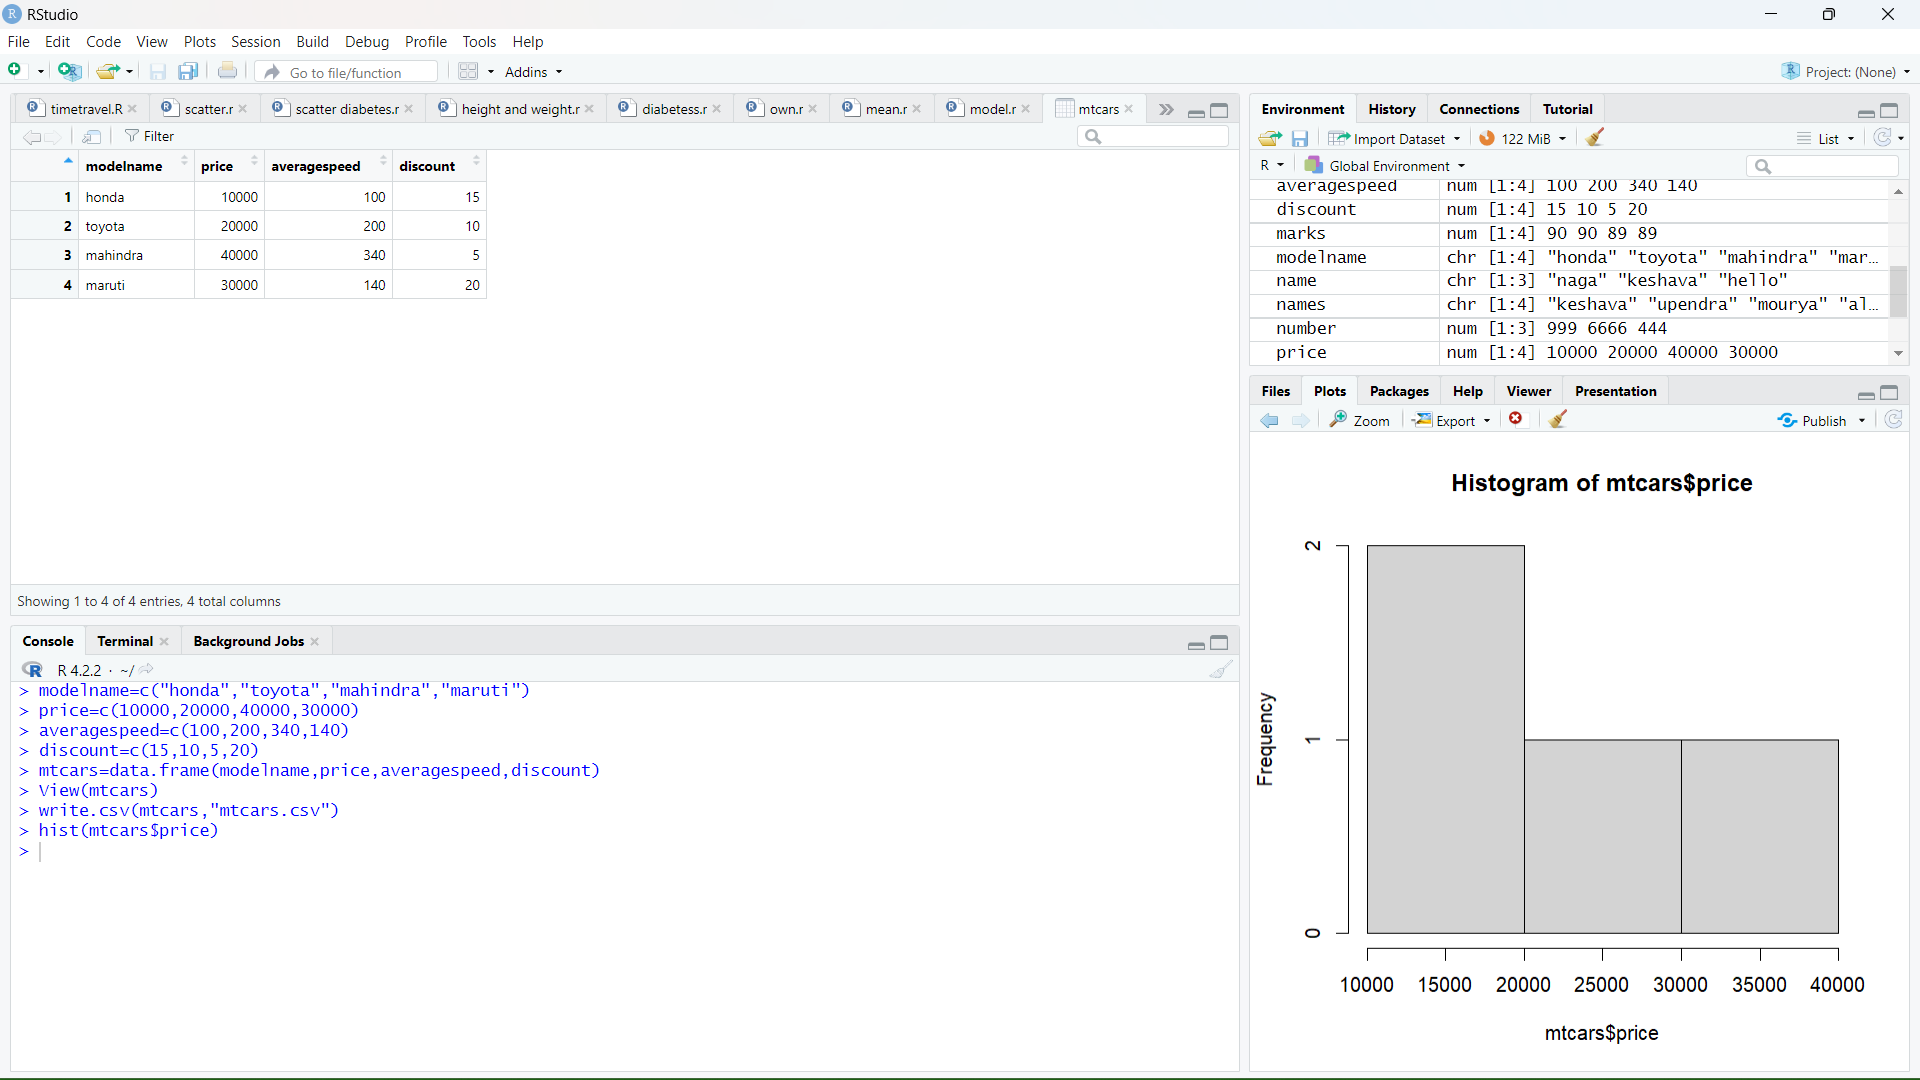 RStudio
File Edit Code View Plots Session Build Debug Profile Tools Help
Go to file/function Addins Project: (None)
timetravel.R scatter.r scatter diabetes.r height and weight.r diabetess.r own.r mean.r model.r mtcars
Filter
modelname price averagespeed discount
1 honda 10000 100 15
2 toyota 20000 200 10
3 mahindra 40000 340 5
4 maruti 30000 140 20
Showing 1 to 4 of 4 entries, 4 total columns
Console Terminal Background Jobs
R 4.2.2 · ~/
> modelname=c("honda","toyota","mahindra","maruti")
> price=c(10000,20000,40000,30000)
> averagespeed=c(100,200,340,140)
> discount=c(15,10,5,20)
> mtcars=data.frame(modelname,price,averagespeed,discount)
> View(mtcars)
> write.csv(mtcars,"mtcars.csv")
> hist(mtcars$price)
>
Environment History Connections Tutorial
Import Dataset 122 MiB List
R Global Environment
averagespeed num [1:4] 100 200 340 140
discount num [1:4] 15 10 5 20
marks num [1:4] 90 90 89 89
modelname chr [1:4] "honda" "toyota" "mahindra" "mar…
name chr [1:3] "naga" "keshava" "hello"
names chr [1:4] "keshava" "upendra" "mourya" "al…
number num [1:3] 999 6666 444
price num [1:4] 10000 20000 40000 30000
Files Plots Packages Help Viewer Presentation
Zoom Export Publish
Histogram of mtcars$price
Frequency
2
1
0
10000 15000 20000 25000 30000 35000 40000
mtcars$price